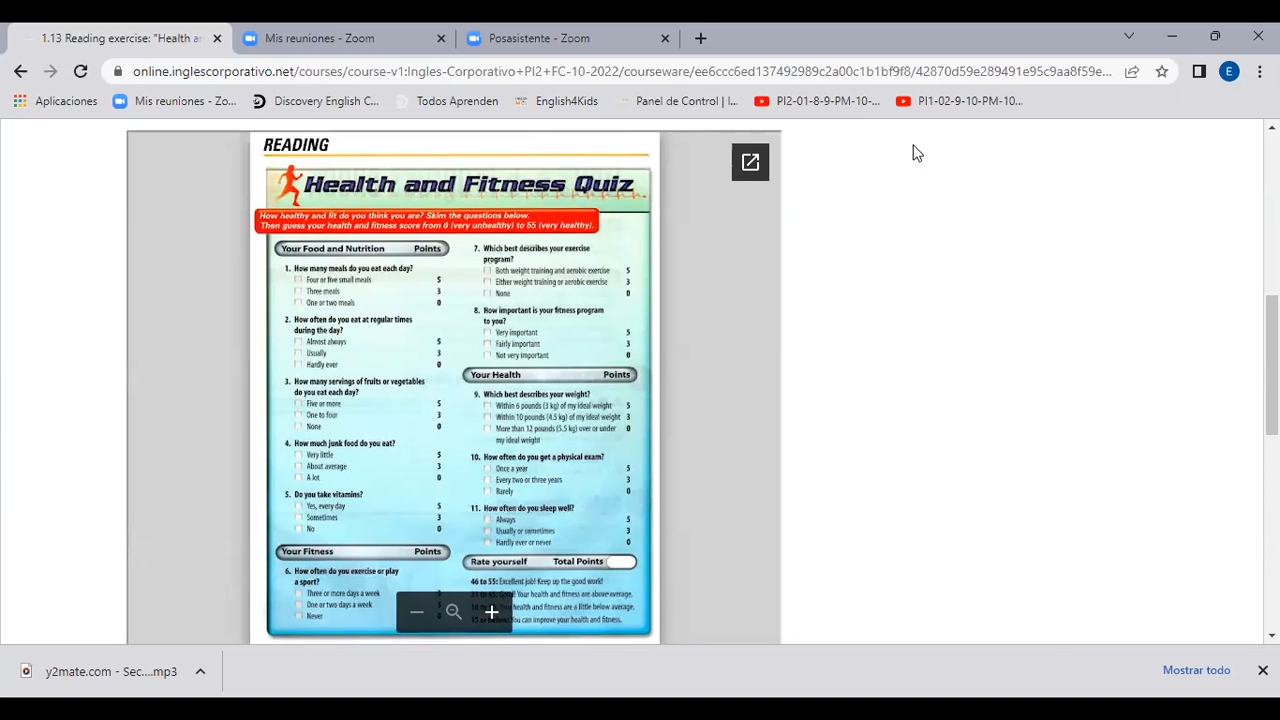 1.13 Reading exercise: "Health an
Mis reuniones - Zoom
Posasistente - Zoom
online.inglescorporativo.net/courses/course-v1:Ingles-Corporativo+PI2+FC-10-2022/courseware/ee6ccc6ed137492989c2a00c1b1bf9f8/42870d59e289491e95c9aa8f59e...
E
Aplicaciones
Mis reuniones - Zo...
Discovery English C...
Todos Aprenden
English4Kids
Panel de Control | I...
PI2-01-8-9-PM-10-...
PI1-02-9-10-PM-10...
READING
Health and Fitness Quiz
How healthy and fit do you think you are? Skim the questions below.
Then guess your health and fitness score from 0 (very unhealthy) to 55 (very healthy).
Your Food and Nutrition Points
1. How many meals do you eat each day?
Four or five small meals 5
Three meals 3
One or two meals 0
2. How often do you eat at regular times
during the day?
Almost always 5
Usually 3
Hardly ever 0
3. How many servings of fruits or vegetables
do you eat each day?
Five or more 5
One to four 3
None 0
4. How much junk food do you eat?
Very little 5
About average 3
A lot 0
5. Do you take vitamins?
Yes, every day 5
Sometimes 3
No 0
Your Fitness Points
6. How often do you exercise or play
a sport?
Three or more days a week
One or two days a week
Never
7. Which best describes your exercise
program?
Both weight training and aerobic exercise 5
Either weight training or aerobic exercise 3
None 0
8. How important is your fitness program
to you?
Very important 5
Fairly important 3
Not very important 0
Your Health Points
9. Which best describes your weight?
Within 6 pounds (3 kg) of my ideal weight 5
Within 10 pounds (4.5 kg) of my ideal weight 3
More than 12 pounds (5.5 kg) over or under 0
my ideal weight
10. How often do you get a physical exam?
Once a year 5
Every two or three years 3
Rarely 0
11. How often do you sleep well?
Always 5
Usually or sometimes 3
Hardly ever or never 0
Rate yourself Total Points
46 to 55: Excellent job! Keep up the good work!
Good! Your health and fitness are above average.
health and fitness are a little below average.
You can improve your health and fitness.
y2mate.com - Sec....mp3
Mostrar todo